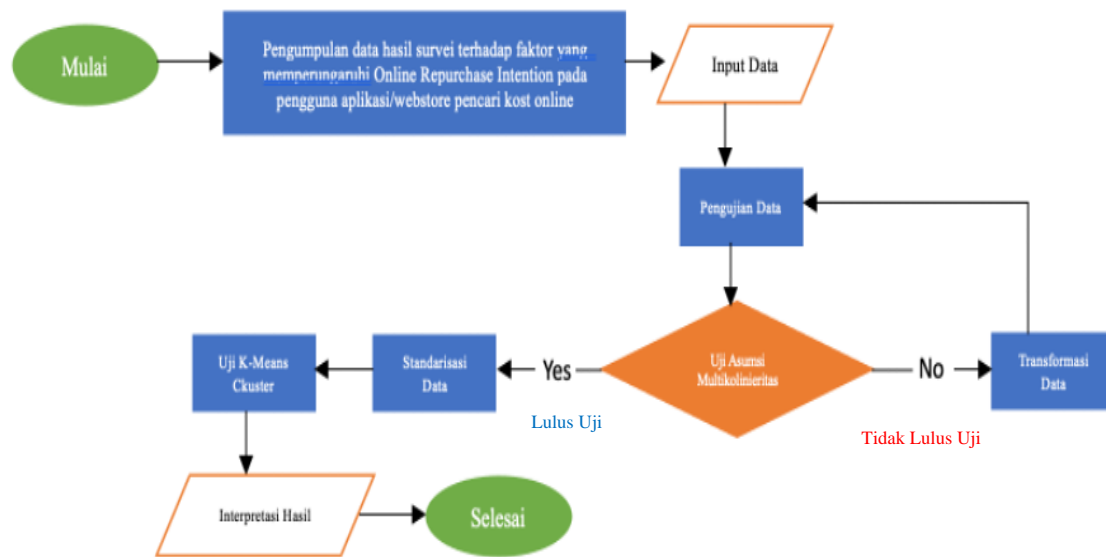 Mulai
Pengumpulan data hasil survei terhadap faktor yang
memperungaruhi Online Repurchase Intention pada
pengguna aplikasi/webstore pencari kost online
Input Data
Pengujian Data
Uji Asumsi
Multikolinieritas
No
Tidak Lulus Uji
Transformasi
Data
Yes
Lulus Uji
Standarisasi
Data
Uji K-Means
Ckuster
Interpretasi Hasil
Selesai